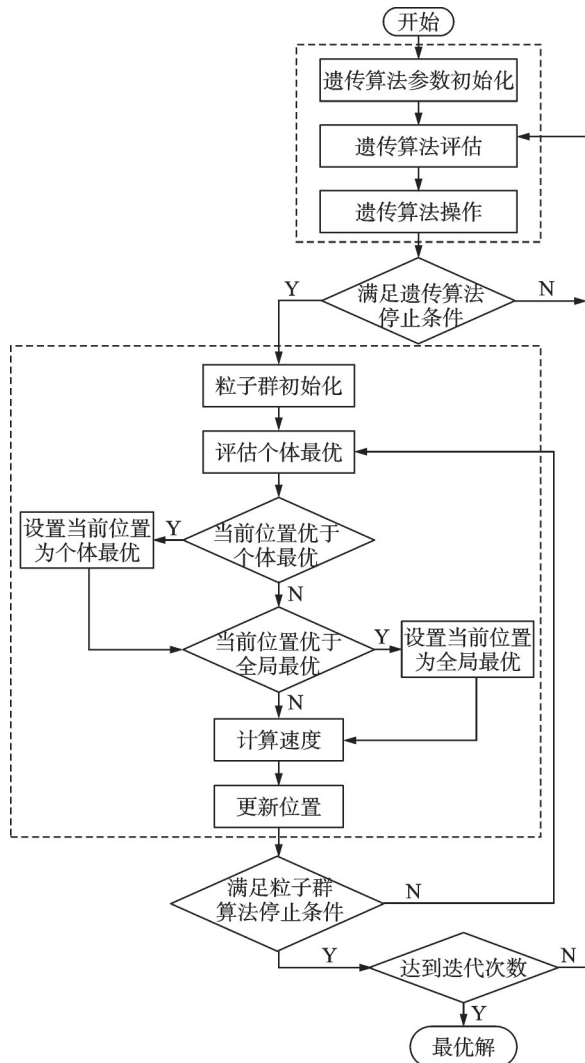 开始
遗传算法参数初始化
遗传算法评估
遗传算法操作
满足遗传算法
停止条件
Y
N
粒子群初始化
评估个体最优
当前位置优于
个体最优
Y
设置当前位置
为个体最优
N
当前位置优于
全局最优
Y
设置当前位置
为全局最优
N
计算速度
更新位置
满足粒子群
算法停止条件
N
Y
达到迭代次数
N
Y
最优解